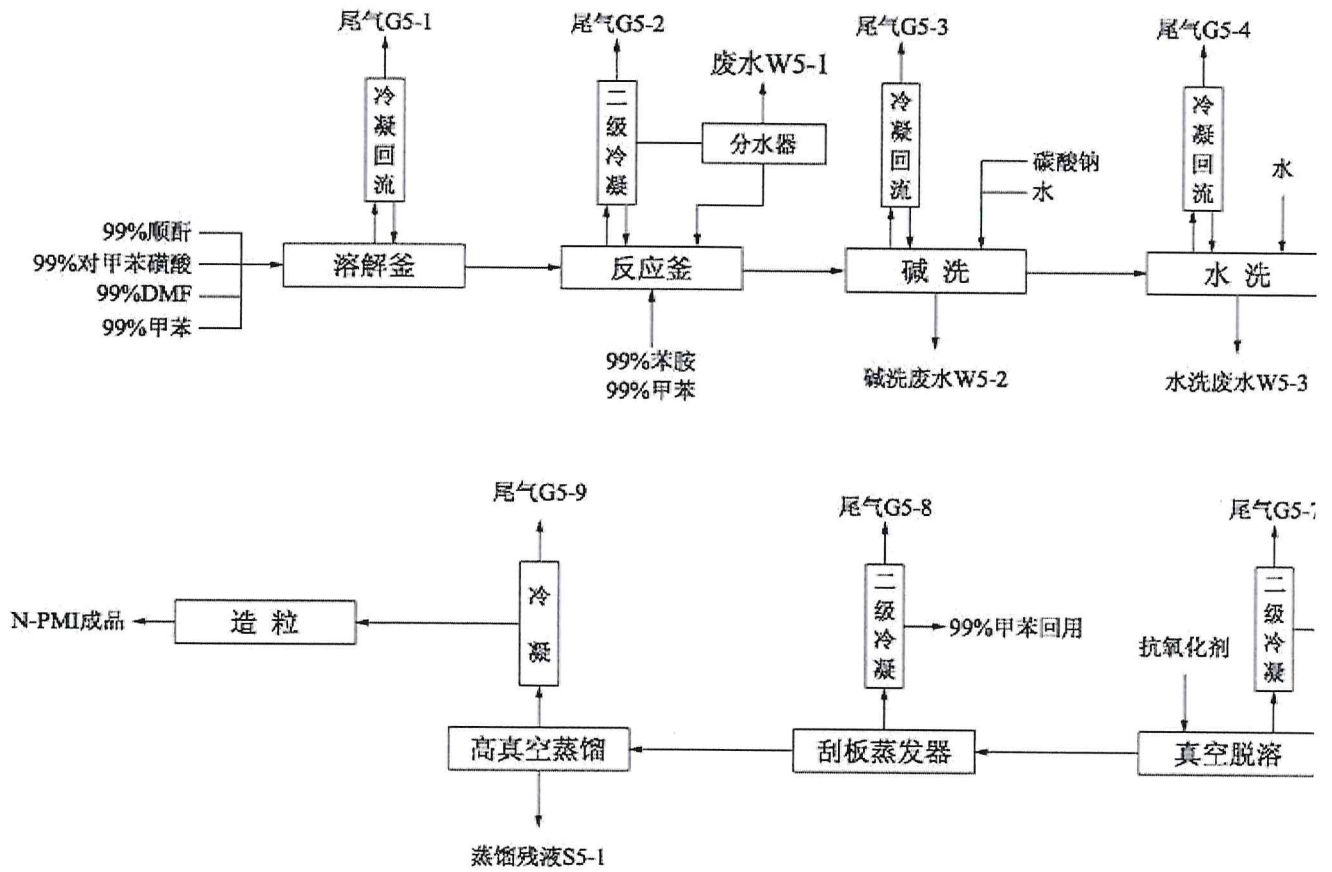 尾气G5-1
尾气G5-2
尾气G5-3
尾气G5-4
废水W5-1
冷凝回流
二级冷凝
分水器
冷凝回流
碳酸钠
水
冷凝回流
水
99%顺酐
99%对甲苯磺酸
99%DMF
99%甲苯
溶解釜
反应釜
碱洗
水洗
99%苯胺
99%甲苯
碱洗废水W5-2
水洗废水W5-3
尾气G5-9
尾气G5-8
尾气G5-7
冷凝
二级冷凝
二级冷凝
N-PMI成品
造粒
99%甲苯回用
抗氧化剂
高真空蒸馏
刮板蒸发器
真空脱溶
蒸馏残液S5-1